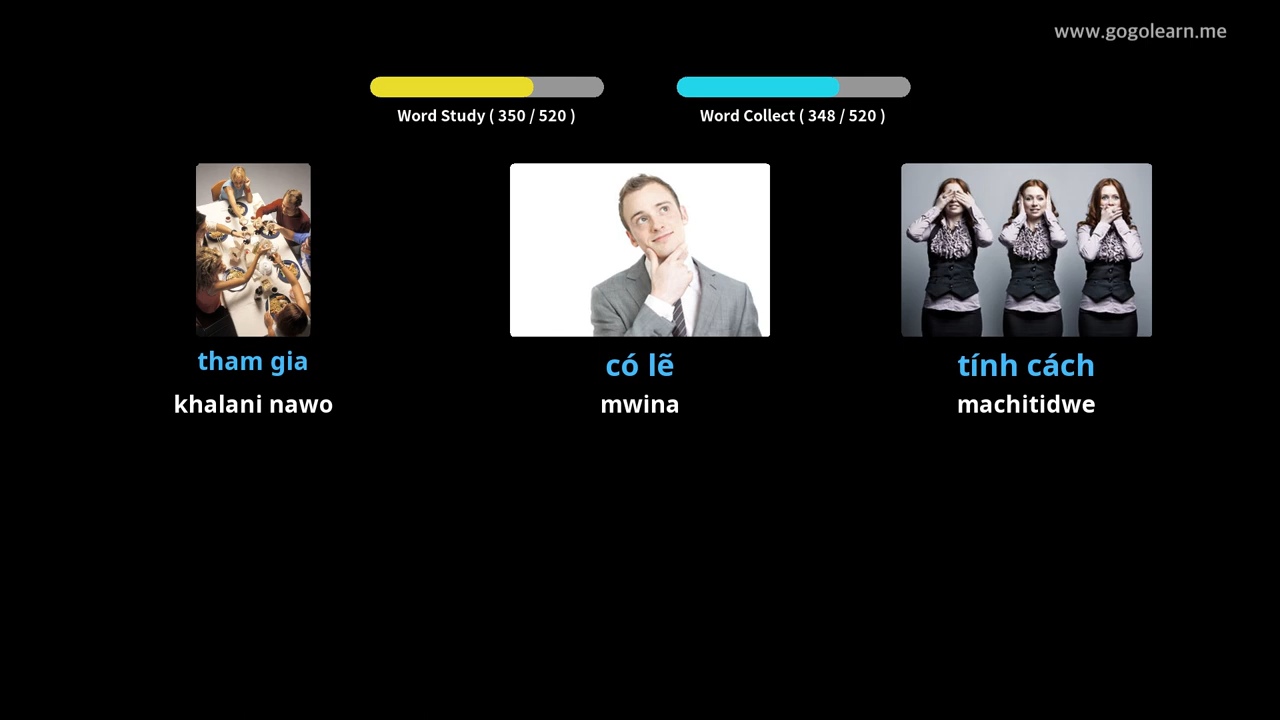 www.gogolearn.me
Word Study ( 350 / 520 )
Word Collect ( 348 / 520 )
tham gia
khalani nawo
có lẽ
mwina
tính cách
machitidwe